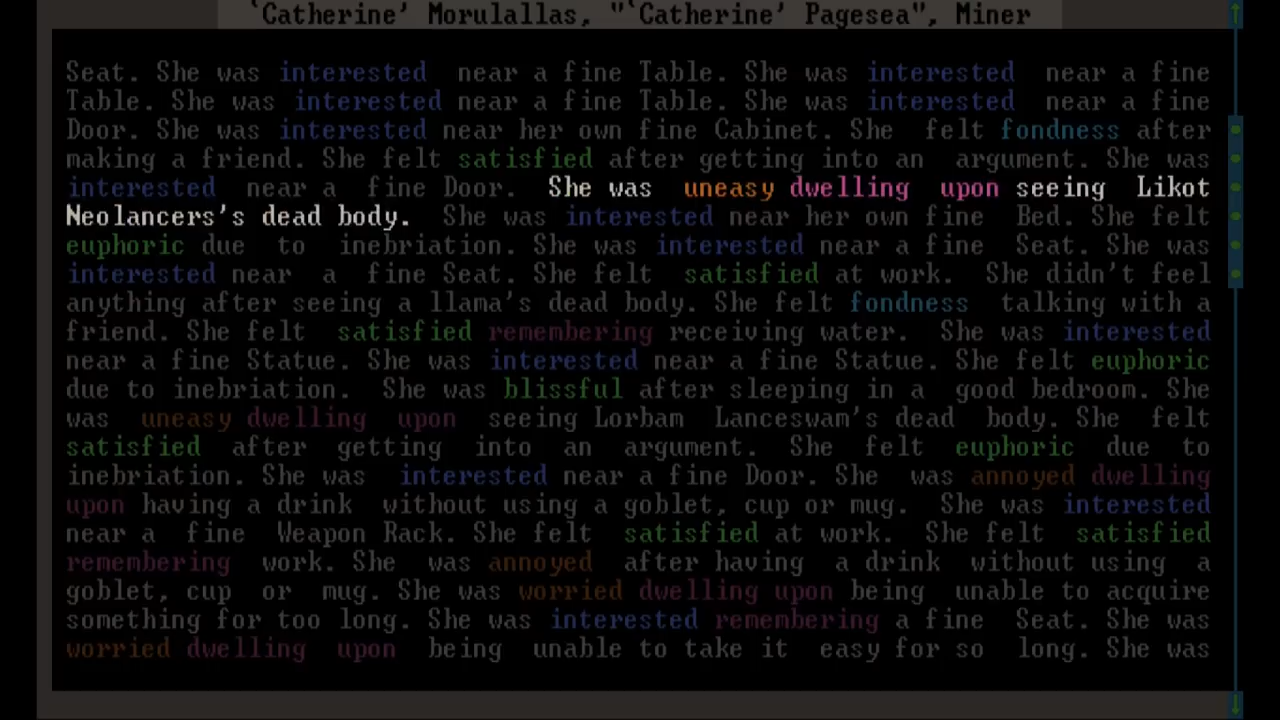 `Catherine' Morulallas, "`Catherine' Pagesea", Miner
Seat. She was interested near a fine Table. She was interested near a fine
Table. She was interested near a fine Table. She was interested near a fine
Door. She was interested near her own fine Cabinet. She felt fondness after
making a friend. She felt satisfied after getting into an argument. She was
interested near a fine Door. She was uneasy dwelling upon seeing Likot
Neolancers's dead body. She was interested near her own fine Bed. She felt
euphoric due to inebriation. She was interested near a fine Seat. She was
interested near a fine Seat. She felt satisfied at work. She didn't feel
anything after seeing a llama's dead body. She felt fondness talking with a
friend. She felt satisfied remembering receiving water. She was interested
near a fine Statue. She was interested near a fine Statue. She felt euphoric
due to inebriation. She was blissful after sleeping in a good bedroom. She
was uneasy dwelling upon seeing Lorbam Lanceswam's dead body. She felt
satisfied after getting into an argument. She felt euphoric due to
inebriation. She was interested near a fine Door. She was annoyed dwelling
upon having a drink without using a goblet, cup or mug. She was interested
near a fine Weapon Rack. She felt satisfied at work. She felt satisfied
remembering work. She was annoyed after having a drink without using a
goblet, cup or mug. She was worried dwelling upon being unable to acquire
something for too long. She was interested remembering a fine Seat. She was
worried dwelling upon being unable to take it easy for so long. She was